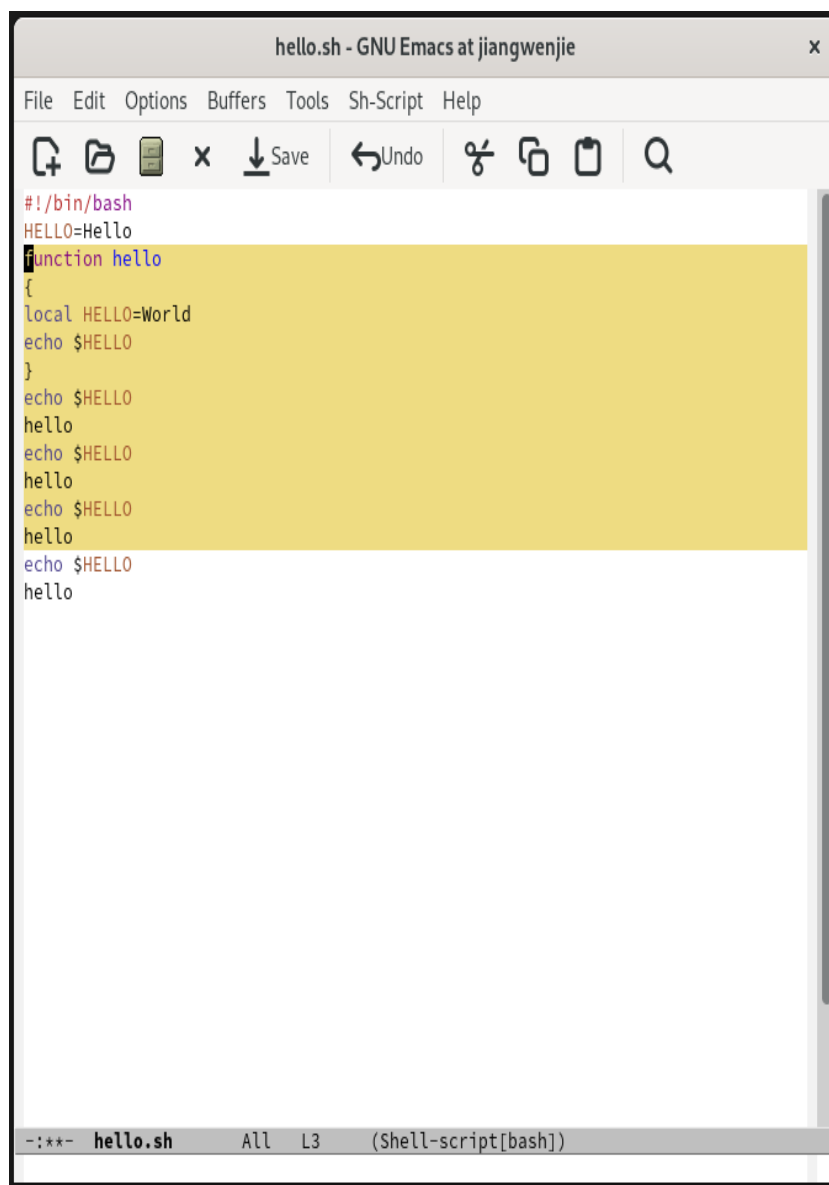 hello.sh - GNU Emacs at jiangwenjie x
File Edit Options Buffers Tools Sh-Script Help
Save Undo
#!/bin/bash
HELLO=Hello
function hello
{
local HELLO=World
echo $HELLO
}
echo $HELLO
hello
echo $HELLO
hello
echo $HELLO
hello
echo $HELLO
hello
-:**- hello.sh All L3 (Shell-script[bash])